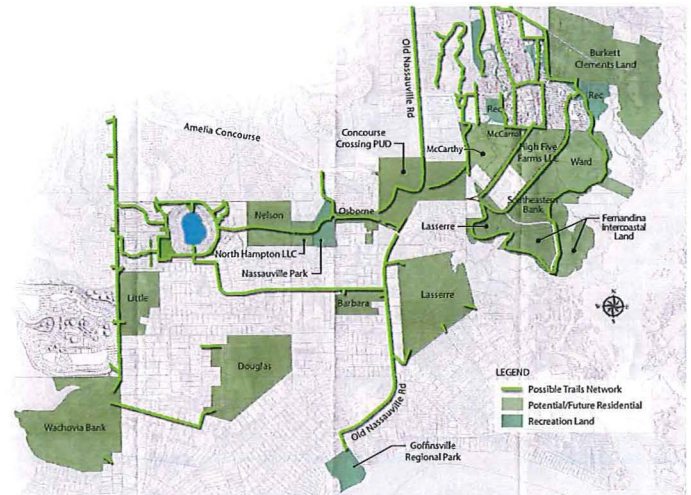 Old Nassauville Rd
Burkett
Clements Land
Rec
Rec
Amelia Concourse
Concourse
Crossing PUD
McCarthy
McCarral
High Five
Farms LLC
Ward
Nelson
Osborne
Southeastern
Bank
Lasserre
Fernandina
Intercoastal
Land
North Hampton LLC
Nassauville Park
Little
Barbara
Lasserre
Douglas
Wachovia Bank
Old Nassauville Rd
Goffinsville
Regional Park
N
S
E
W
LEGEND
Possible Trails Network
Potential/Future Residential
Recreation Land